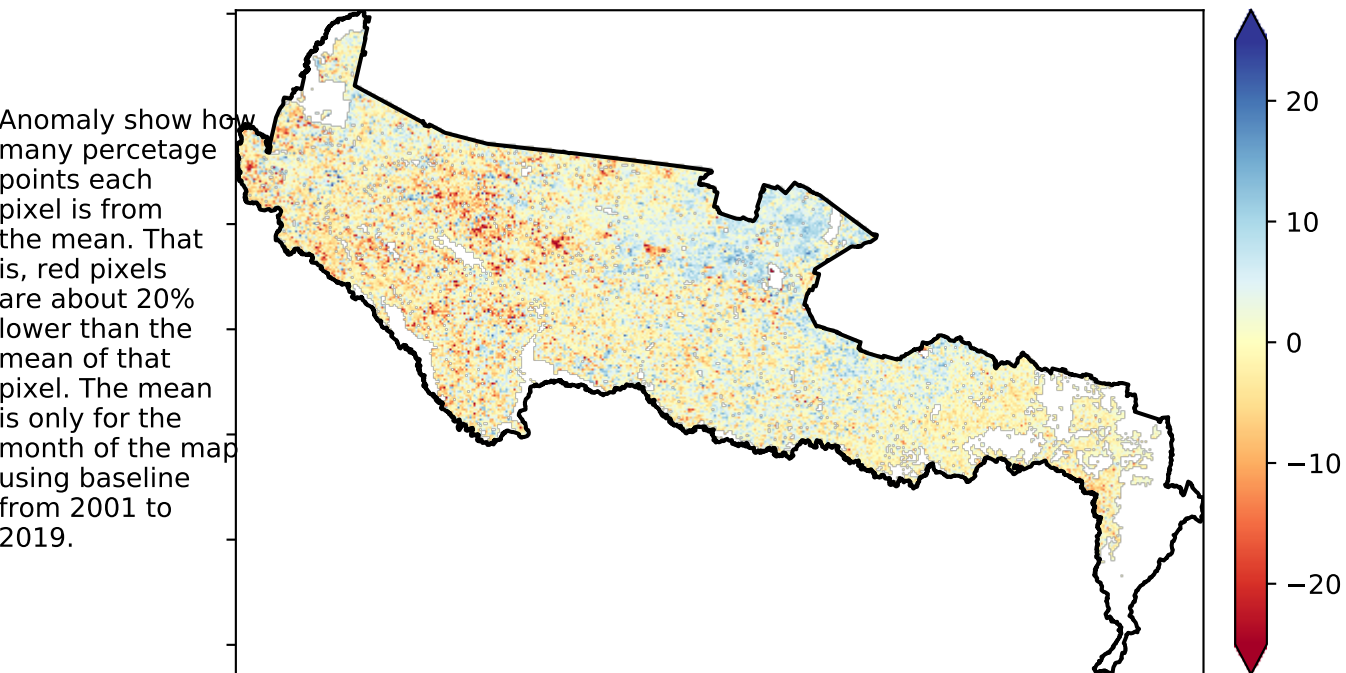 Anomaly show how
many percetage
points each
pixel is from
the mean. That
is, red pixels
are about 20%
lower than the
mean of that
pixel. The mean
is only for the
month of the map
using baseline
from 2001 to
2019.
20
10
0
−10
−20